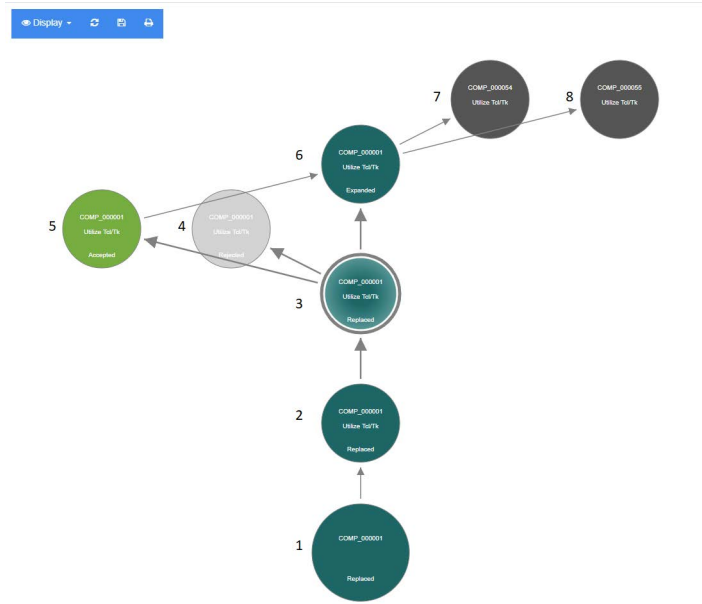 Display
7
COMP_000054
Utilize Tcl/Tk
8
COMP_000055
Utilize Tcl/Tk
6
COMP_000001
Utilize Tcl/Tk
Expanded
5
COMP_000001
Utilize Tcl/Tk
Accepted
4
COMP_000001
Utilize Tcl/Tk
Rejected
3
COMP_000001
Utilize Tcl/Tk
Replaced
2
COMP_000001
Utilize Tcl/Tk
Replaced
1
COMP_000001
Replaced